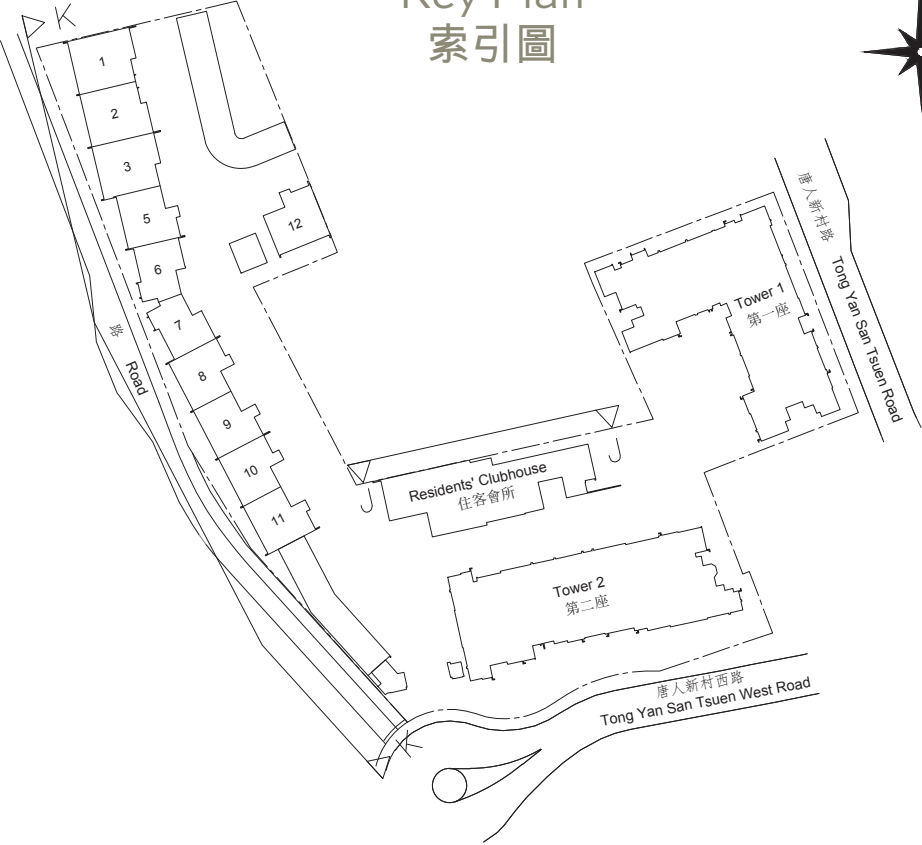 Key Plan
索引圖
K
1
2
3
5
6
7
8
9
10
11
12
路
Road
唐人新村路
Tong Yan San Tsuen Road
Tower 1
第一座
J
J
Residents' Clubhouse
住客會所
Tower 2
第二座
唐人新村西路
Tong Yan San Tsuen West Road
K